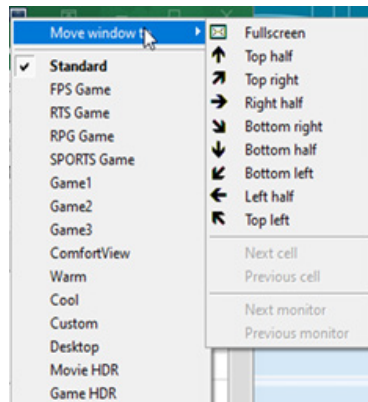 Move window t
Standard
FPS Game
RTS Game
RPG Game
SPORTS Game
Game1
Game2
Game3
ComfortView
Warm
Cool
Custom
Desktop
Movie HDR
Game HDR
Fullscreen
Top half
Top right
Right half
Bottom right
Bottom half
Bottom left
Left half
Top left
Next cell
Previous cell
Next monitor
Previous monitor